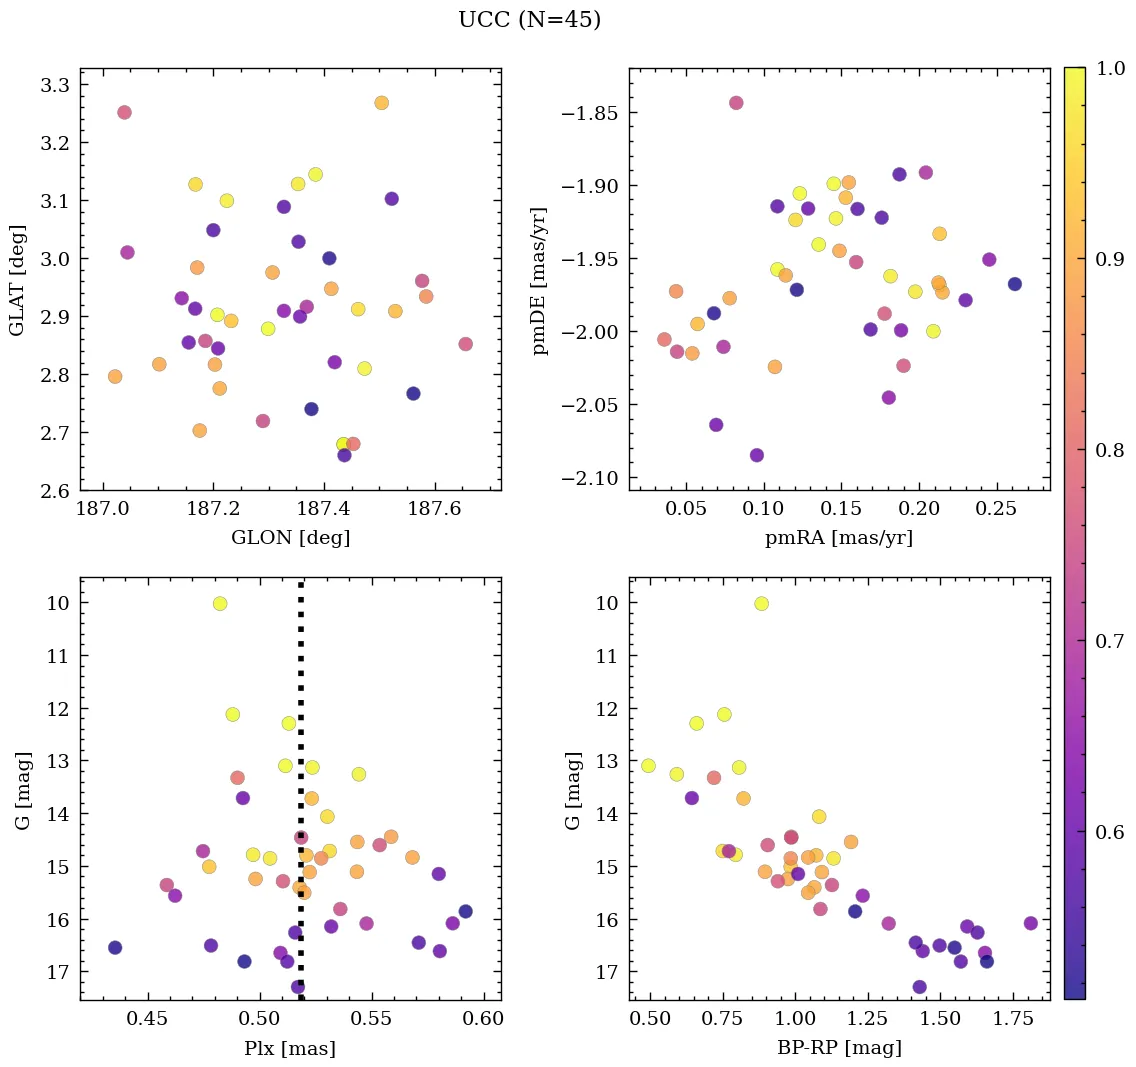 UCC (N=45)
3.3
3.2
3.1
3.0
2.9
2.8
2.7
2.6
GLAT [deg]
187.0 187.2 187.4 187.6
GLON [deg]
−1.85
−1.90
−1.95
−2.00
−2.05
−2.10
pmDE [mas/yr]
0.05 0.10 0.15 0.20 0.25
pmRA [mas/yr]
10
11
12
13
14
15
16
17
G [mag]
0.45 0.50 0.55 0.60
Plx [mas]
10
11
12
13
14
15
16
17
G [mag]
0.50 0.75 1.00 1.25 1.50 1.75
BP-RP [mag]
1.0
0.9
0.8
0.7
0.6